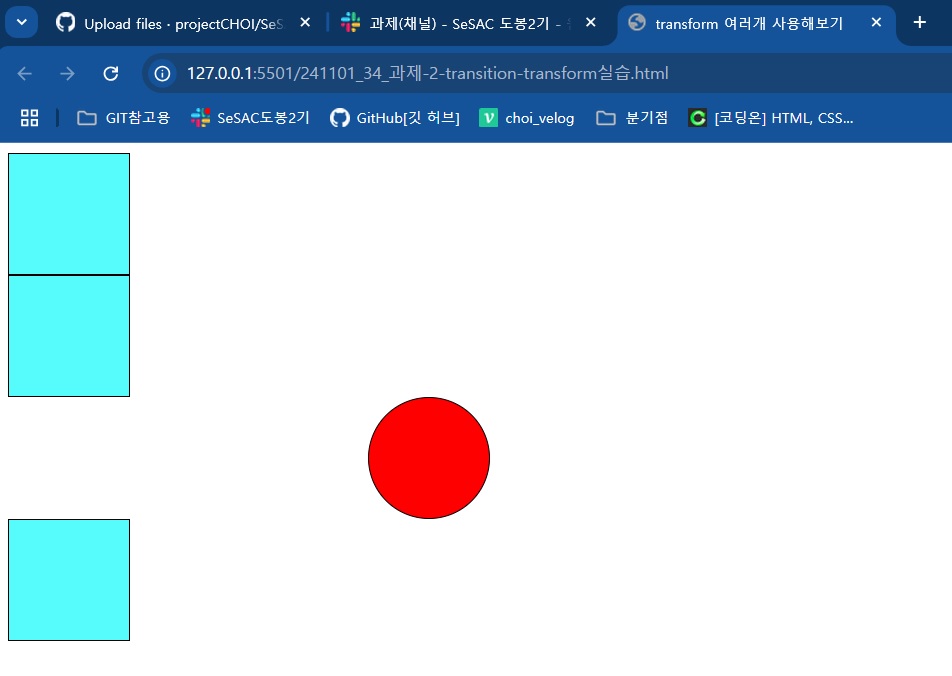 Upload files · projectCHOI/SeS
과제(채널) - SeSAC 도봉2기 -
transform 여러개 사용해보기
127.0.0.1:5501/241101_34_과제-2-transition-transform실습.html
GIT참고용
SeSAC도봉2기
GitHub[깃 허브]
choi_velog
분기점
[코딩온] HTML, CSS...